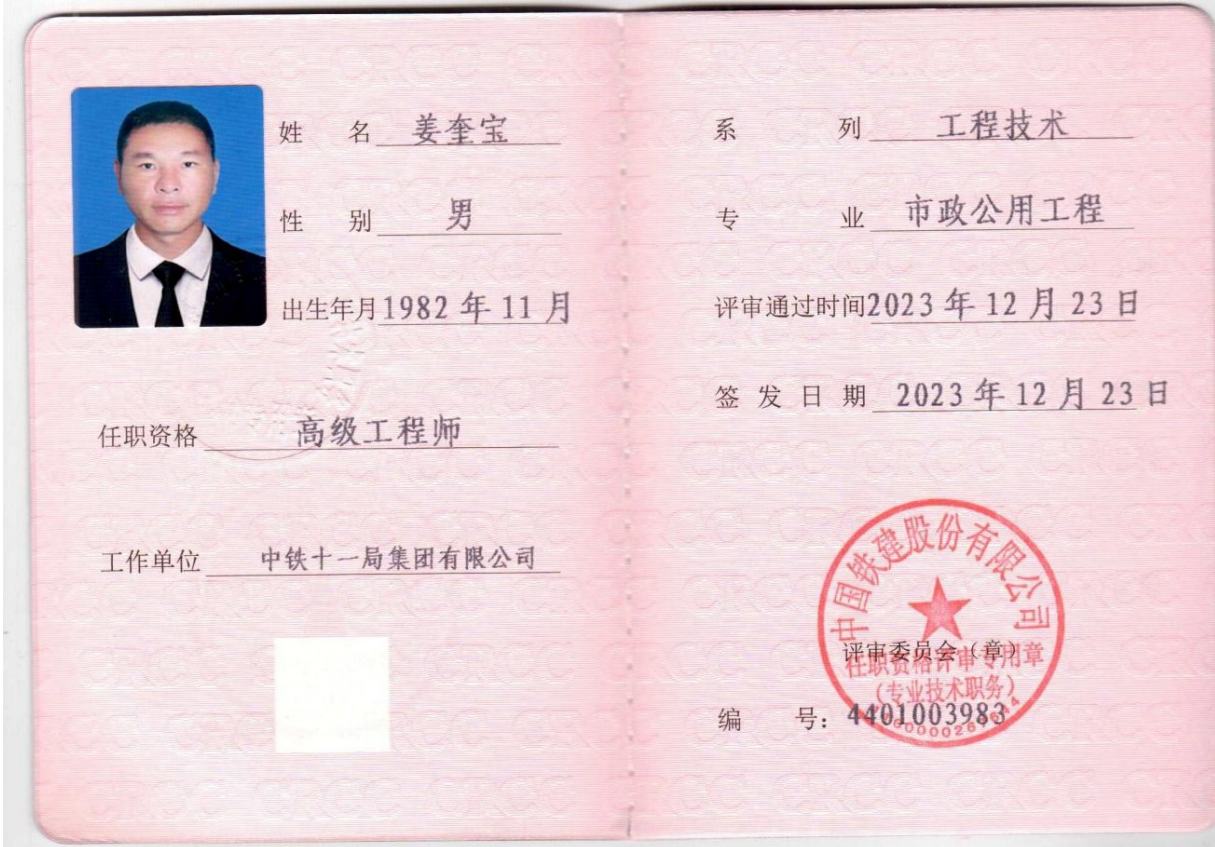 姓 名 姜奎宝
性 别 男
出生年月 1982 年 11 月
任职资格 高级工程师
工作单位 中铁十一局集团有限公司
系 列 工程技术
专 业 市政公用工程
评审通过时间 2023 年 12 月 23 日
签 发 日 期 2023 年 12 月 23 日
中国铁建股份有限公司
评审委员会（章）
任职资格评审专用章
（专业技术职务）
编 号: 4401003983
CRCC